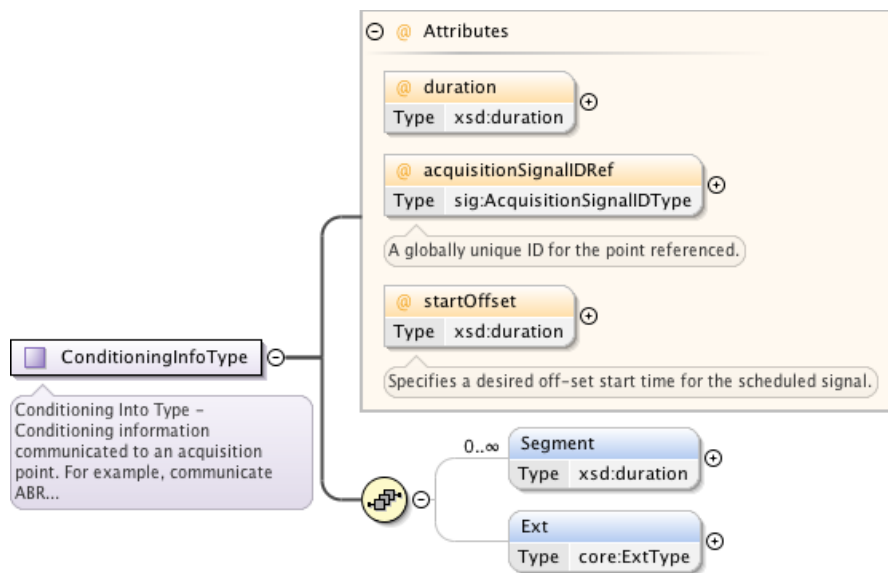 @ Attributes
@ duration
Type xsd:duration
@ acquisitionSignalIDRef
Type sig:AcquisitionSignalIDType
A globally unique ID for the point referenced.
@ startOffset
Type xsd:duration
Specifies a desired off-set start time for the scheduled signal.
ConditioningInfoType
Conditioning Into Type –
Conditioning information
communicated to an acquisition
point. For example, communicate
ABR...
0..∞
Segment
Type xsd:duration
Ext
Type core:ExtType